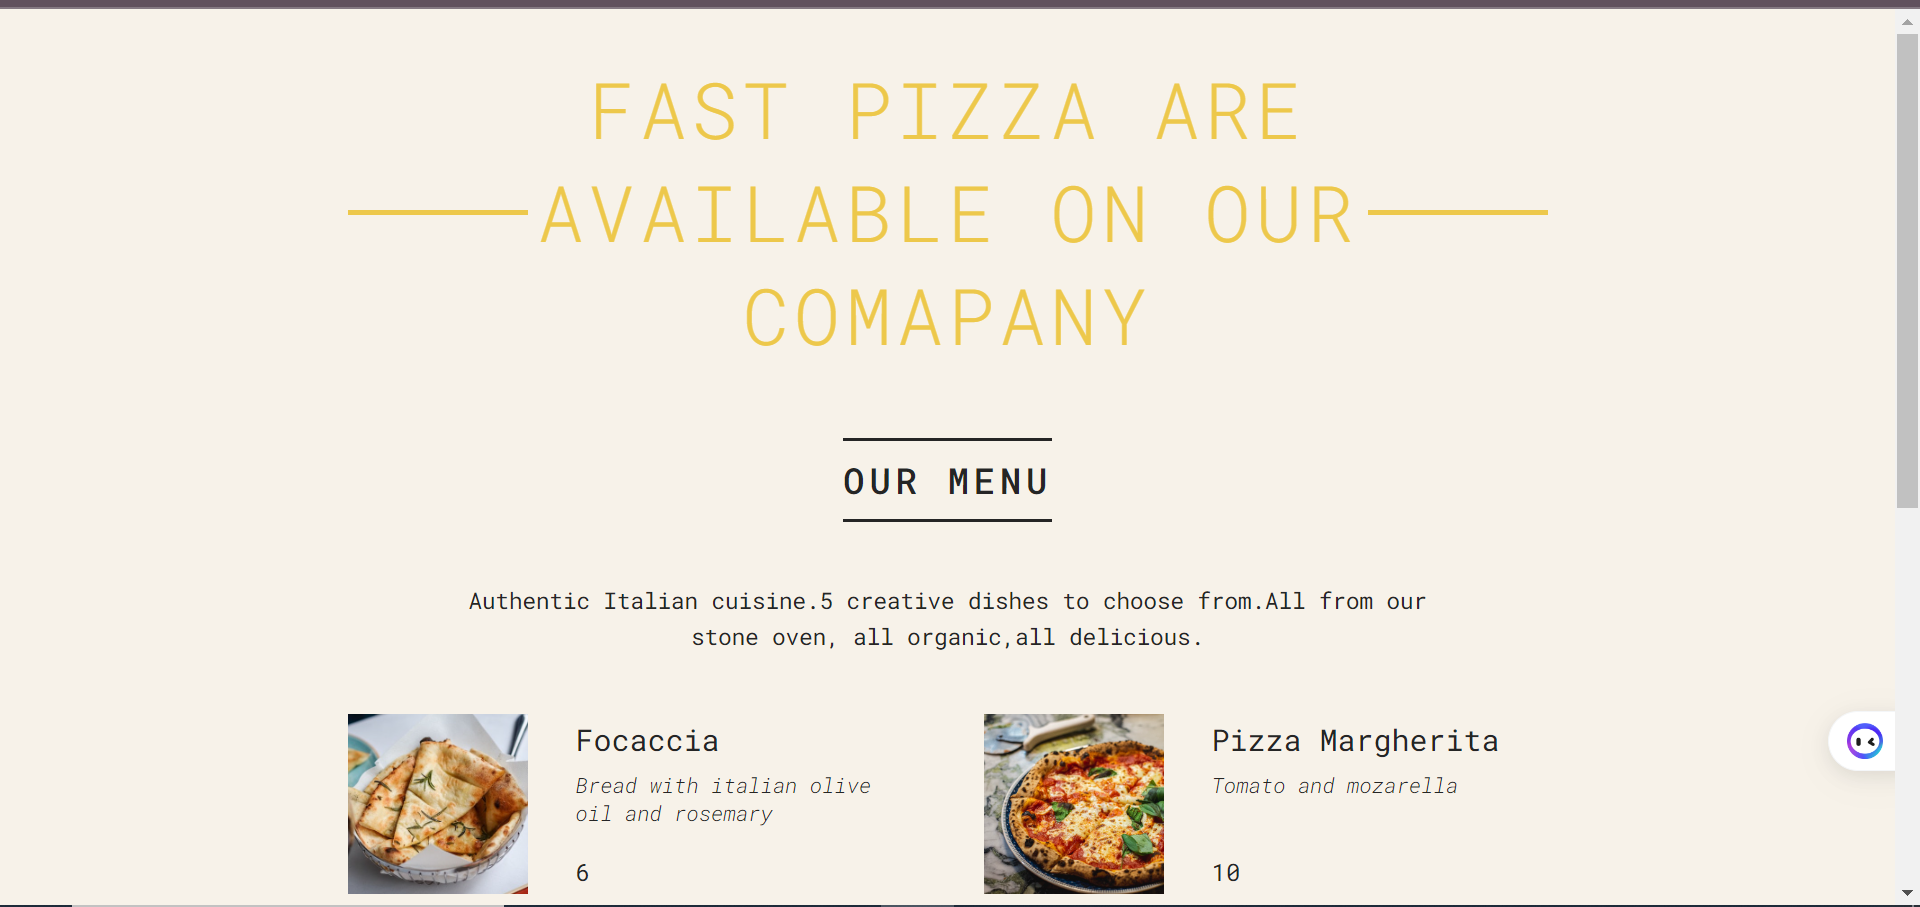 FAST PIZZA ARE
AVAILABLE ON OUR
COMAPANY
OUR MENU
Authentic Italian cuisine.5 creative dishes to choose from.All from our
stone oven, all organic,all delicious.
Focaccia
Bread with italian olive
oil and rosemary
6
Pizza Margherita
Tomato and mozarella
10